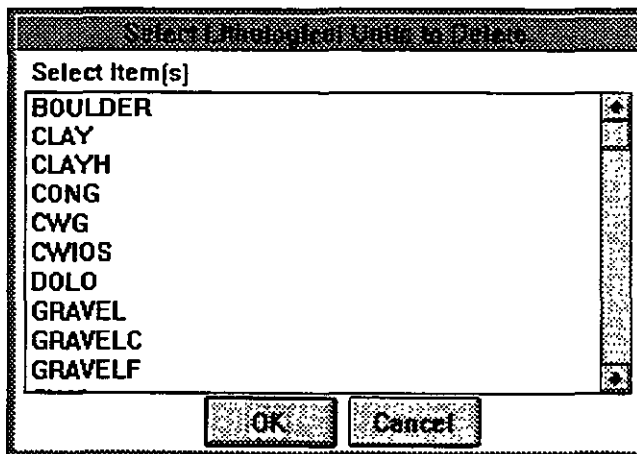 Select Lithological Units to Delete
Select Item(s)
BOULDER
CLAY
CLAYH
CONG
CWG
CWIOS
DOLO
GRAVEL
GRAVELC
GRAVELF
OK
Cancel